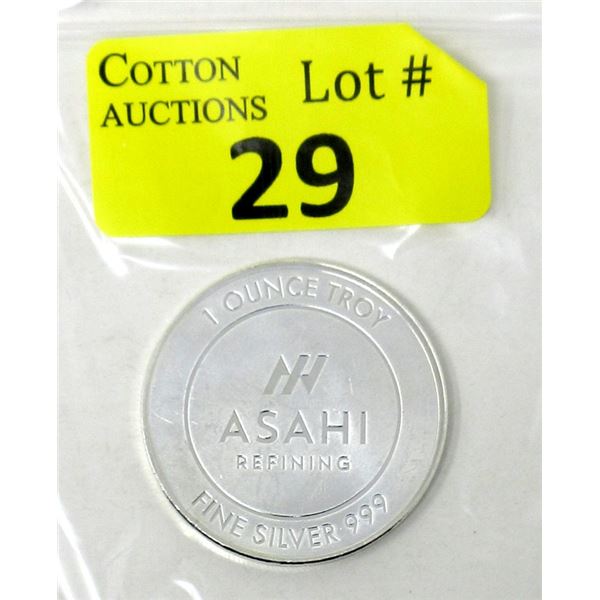 COTTON
AUCTIONS
Lot #
29
1 OUNCE TROY
ASAHI
REFINING
FINE SILVER 999